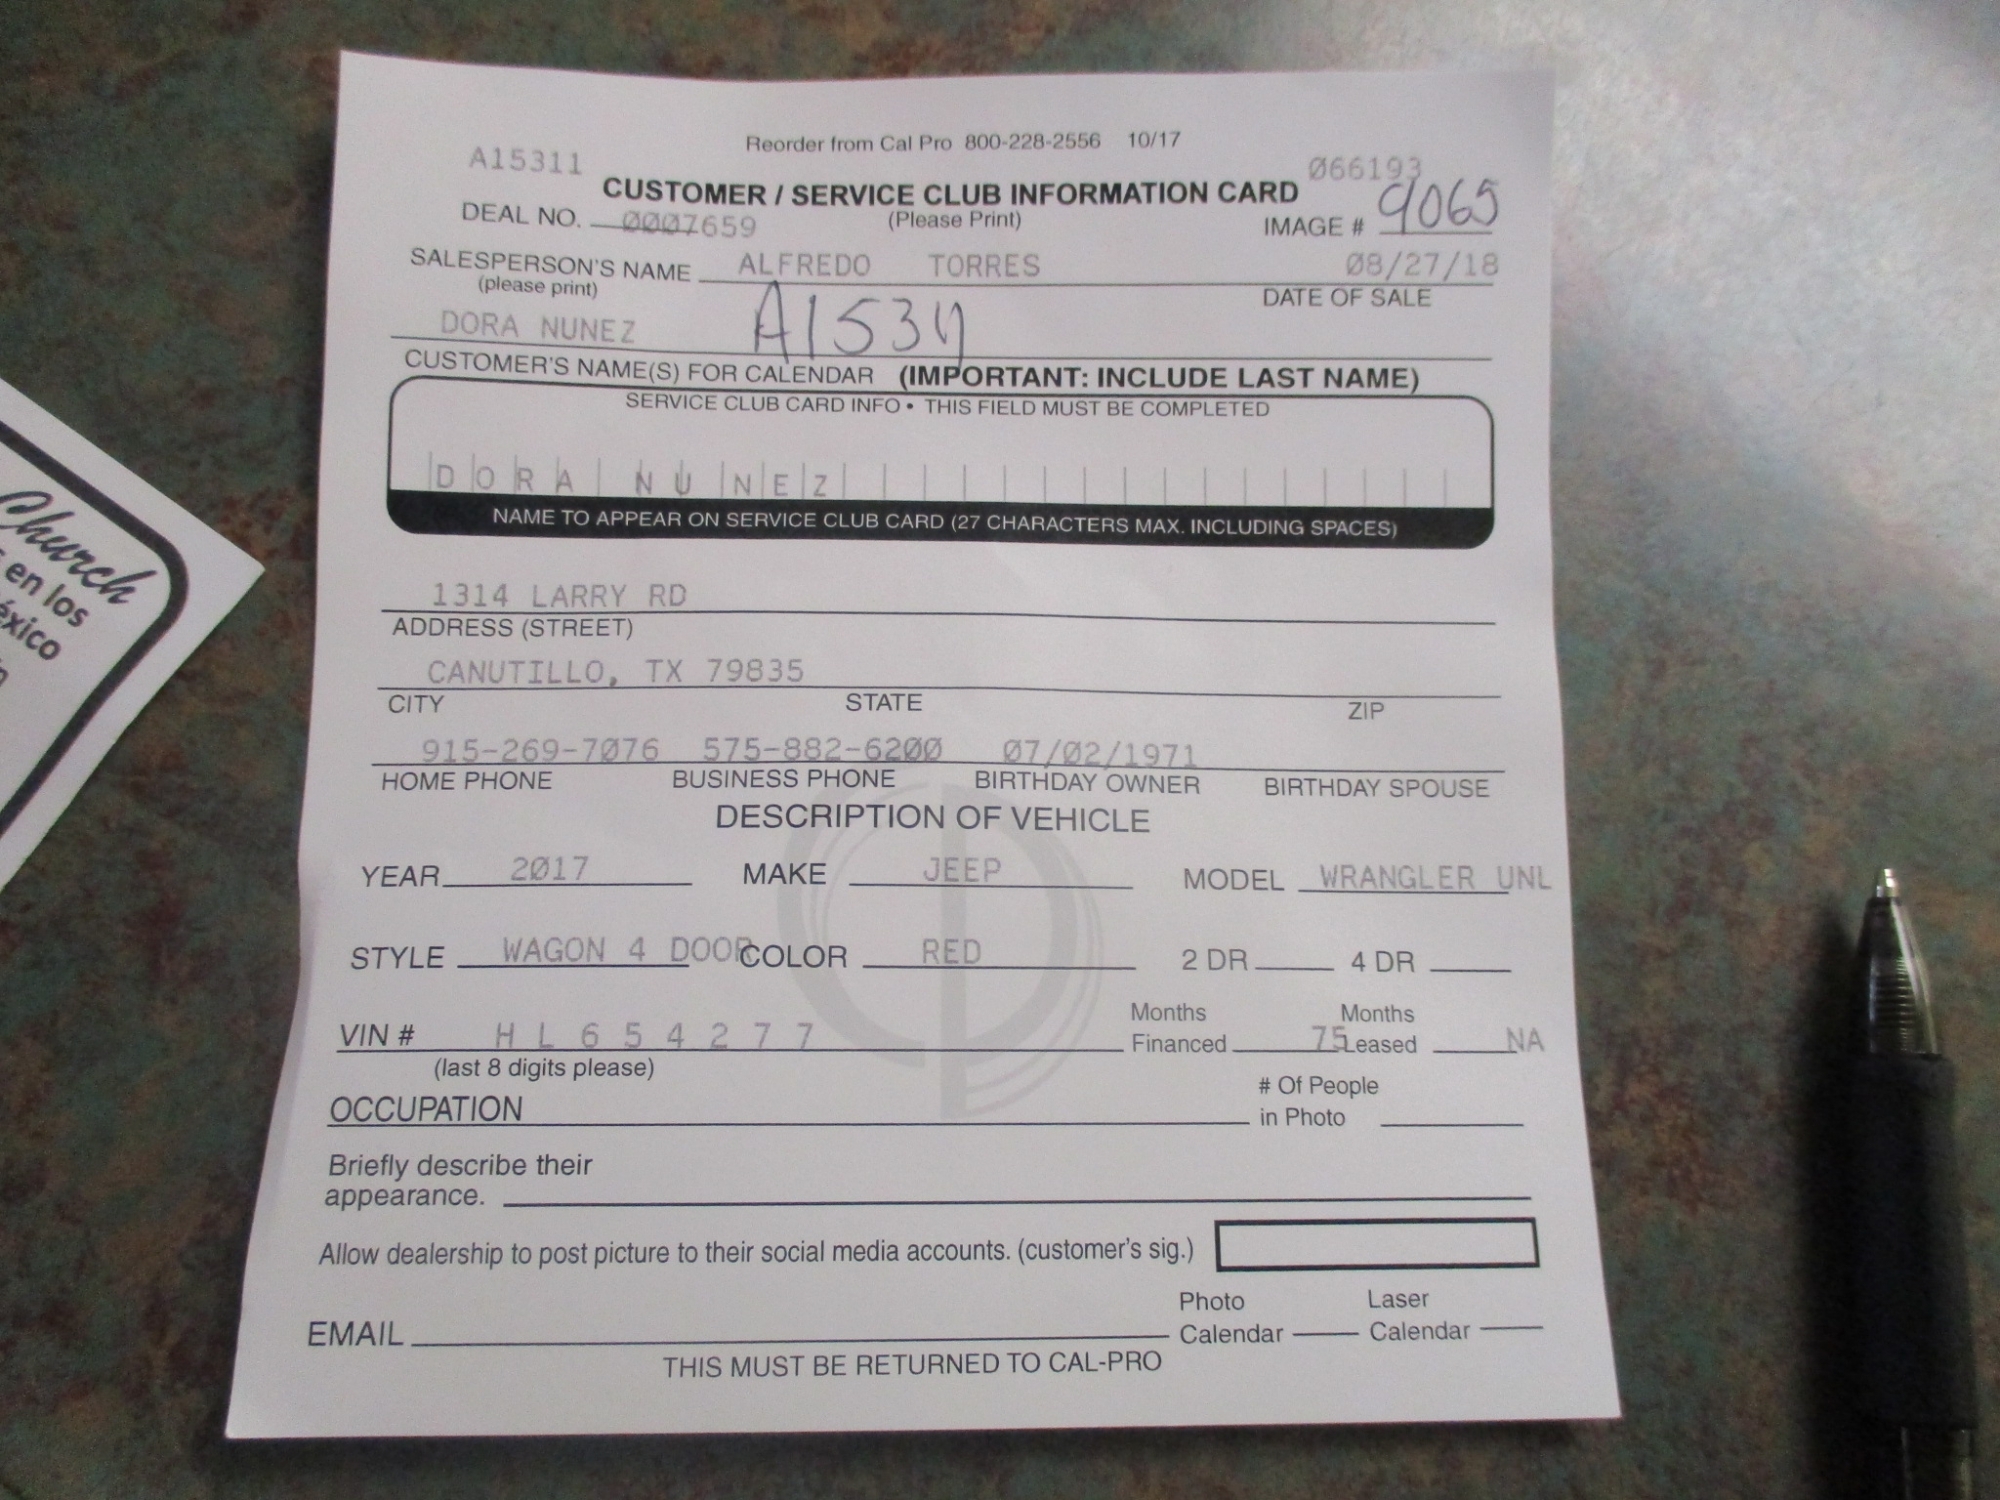 Reorder from Cal Pro 800-228-2556 10/17
A15311 066193
CUSTOMER / SERVICE CLUB INFORMATION CARD
DEAL NO. 0007659 (Please Print) IMAGE # 9065
SALESPERSON'S NAME ALFREDO TORRES 08/27/18
(please print) DATE OF SALE
DORA NUNEZ
CUSTOMER'S NAME(S) FOR CALENDAR (IMPORTANT: INCLUDE LAST NAME)
SERVICE CLUB CARD INFO • THIS FIELD MUST BE COMPLETED
DORA NUNEZ
NAME TO APPEAR ON SERVICE CLUB CARD (27 CHARACTERS MAX. INCLUDING SPACES)
1314 LARRY RD
ADDRESS (STREET)
CANUTILLO, TX 79835
CITY STATE ZIP
915-269-7076 575-882-6200 07/02/1971
HOME PHONE BUSINESS PHONE BIRTHDAY OWNER BIRTHDAY SPOUSE
DESCRIPTION OF VEHICLE
YEAR 2017 MAKE JEEP MODEL WRANGLER UNL
STYLE WAGON 4 DOOR COLOR RED 2 DR 4 DR
Months Months
VIN # H L 6 5 4 2 7 7 Financed 75 Leased NA
(last 8 digits please)
# Of People
OCCUPATION in Photo
Briefly describe their
appearance.
Allow dealership to post picture to their social media accounts. (customer's sig.)
Photo Laser
EMAIL Calendar Calendar
THIS MUST BE RETURNED TO CAL-PRO
Church
en los
éxico